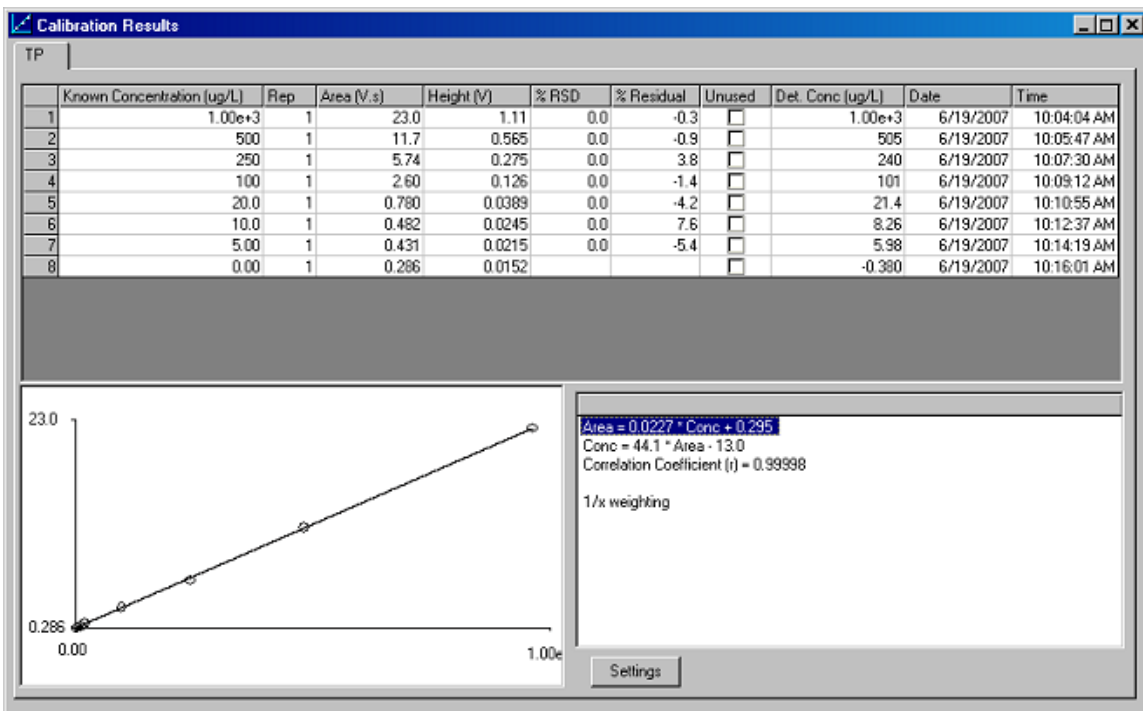 Calibration Results
TP
Known Concentration (ug/L) Rep Area (V.s) Height (V) % RSD % Residual Unused Det. Conc (ug/L) Date Time
1 1.00e+3 1 23.0 1.11 0.0 -0.3 1.00e+3 6/19/2007 10:04:04 AM
2 500 1 11.7 0.565 0.0 -0.9 505 6/19/2007 10:05:47 AM
3 250 1 5.74 0.275 0.0 3.8 240 6/19/2007 10:07:30 AM
4 100 1 2.60 0.126 0.0 -1.4 101 6/19/2007 10:09:12 AM
5 20.0 1 0.780 0.0389 0.0 -4.2 21.4 6/19/2007 10:10:55 AM
6 10.0 1 0.482 0.0245 0.0 7.6 8.26 6/19/2007 10:12:37 AM
7 5.00 1 0.431 0.0215 0.0 -5.4 5.98 6/19/2007 10:14:19 AM
8 0.00 1 0.286 0.0152 -0.380 6/19/2007 10:16:01 AM
23.0
0.286
0.00 1.00e
Area = 0.0227 * Conc + 0.295
Conc = 44.1 * Area - 13.0
Correlation Coefficient (r) = 0.99998
1/x weighting
Settings